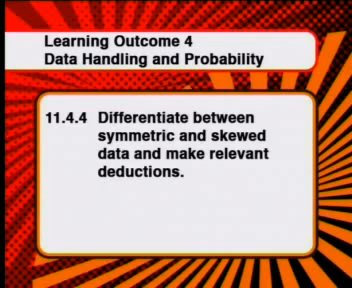 Learning Outcome 4
Data Handling and Probability
11.4.4 Differentiate between
symmetric and skewed
data and make relevant
deductions.